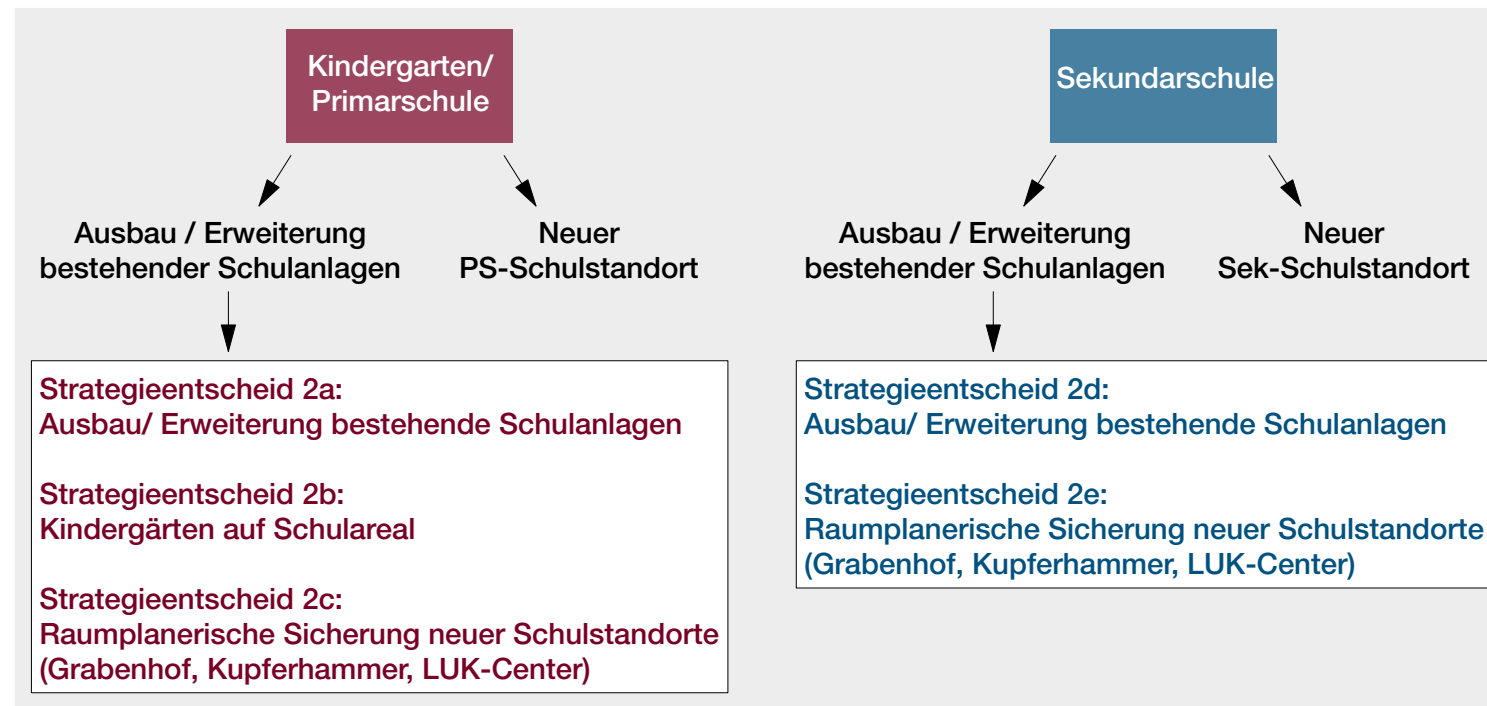 Kindergarten/
Primarschule
Ausbau / Erweiterung
bestehender Schulanlagen
Neuer
PS-Schulstandort
Strategieentscheid 2a:
Ausbau/ Erweiterung bestehende Schulanlagen
Strategieentscheid 2b:
Kindergärten auf Schulareal
Strategieentscheid 2c:
Raumplanerische Sicherung neuer Schulstandorte
(Grabenhof, Kupferhammer, LUK-Center)
Sekundarschule
Ausbau / Erweiterung
bestehender Schulanlagen
Neuer
Sek-Schulstandort
Strategieentscheid 2d:
Ausbau/ Erweiterung bestehende Schulanlagen
Strategieentscheid 2e:
Raumplanerische Sicherung neuer Schulstandorte
(Grabenhof, Kupferhammer, LUK-Center)